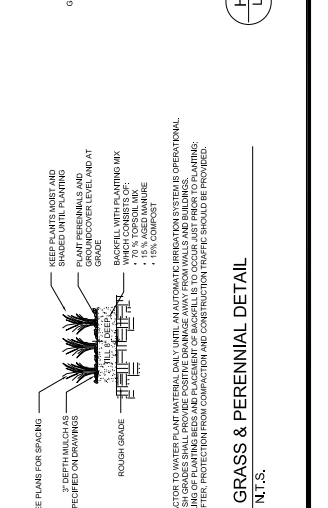 E PLANS FOR SPACING
3" DEPTH MULCH AS
PECIFIED ON DRAWINGS
ROUGH GRADE
TILL 8" DEEP
KEEP PLANTS MOIST AND
SHADED UNTIL PLANTING
PLANT PERENNIALS AND
GROUNDCOVER LEVEL AND AT
GRADE
BACKFILL WITH PLANTING MIX
WHICH CONSISTS OF:
• 70 % TOPSOIL MIX
• 15 % AGED MANURE
• 15% COMPOST
CTOR TO WATER PLANT MATERIAL DAILY UNTIL AN AUTOMATIC IRRIGATION SYSTEM IS OPERATIONAL.
SH GRADES SHALL PROVIDE POSITIVE DRAINAGE AWAY FROM WALLS AND BUILDINGS.
NG OF PLANTING BEDS AND PLACEMENT OF BACKFILL IS TO OCCUR JUST PRIOR TO PLANTING;
FTER, PROTECTION FROM COMPACTION AND CONSTRUCTION TRAFFIC SHOULD BE PROVIDED.
GRASS & PERENNIAL DETAIL
N.T.S.
G
H
L